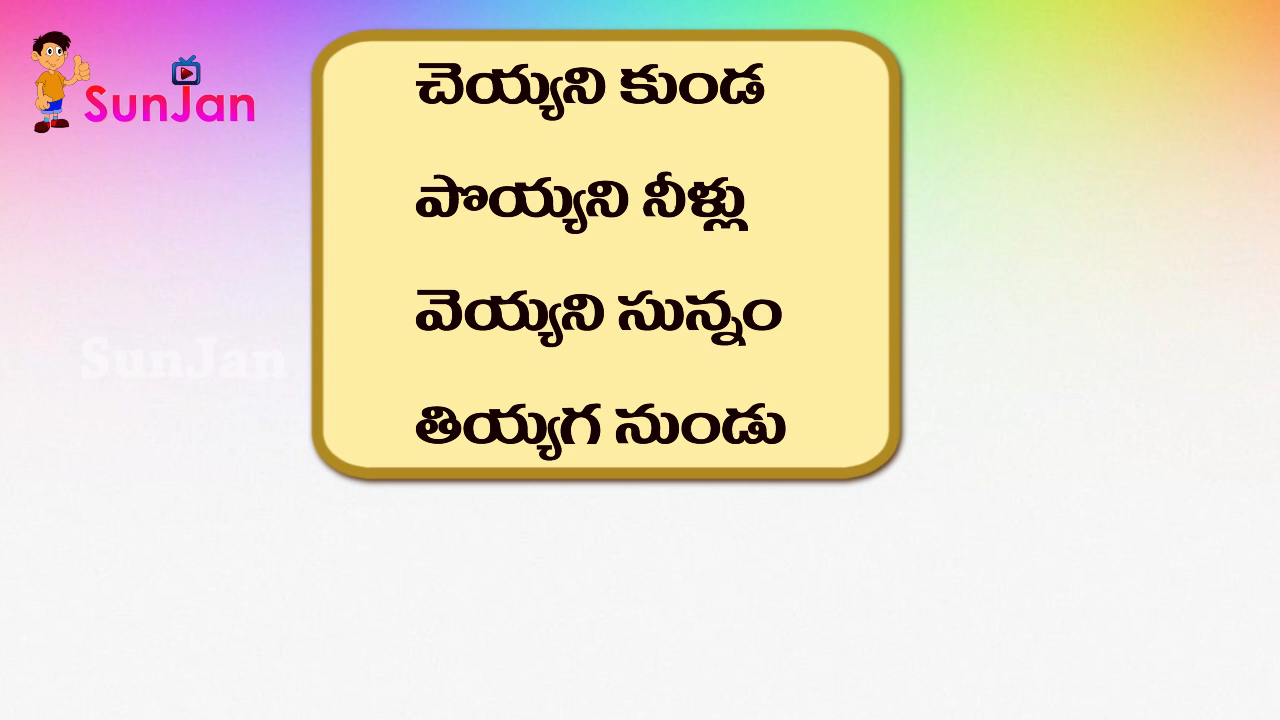 SunJan
చెయ్యని కుండ
పొయ్యని నీళ్లు
వెయ్యని సున్నం
తియ్యగ నుండు
SunJan